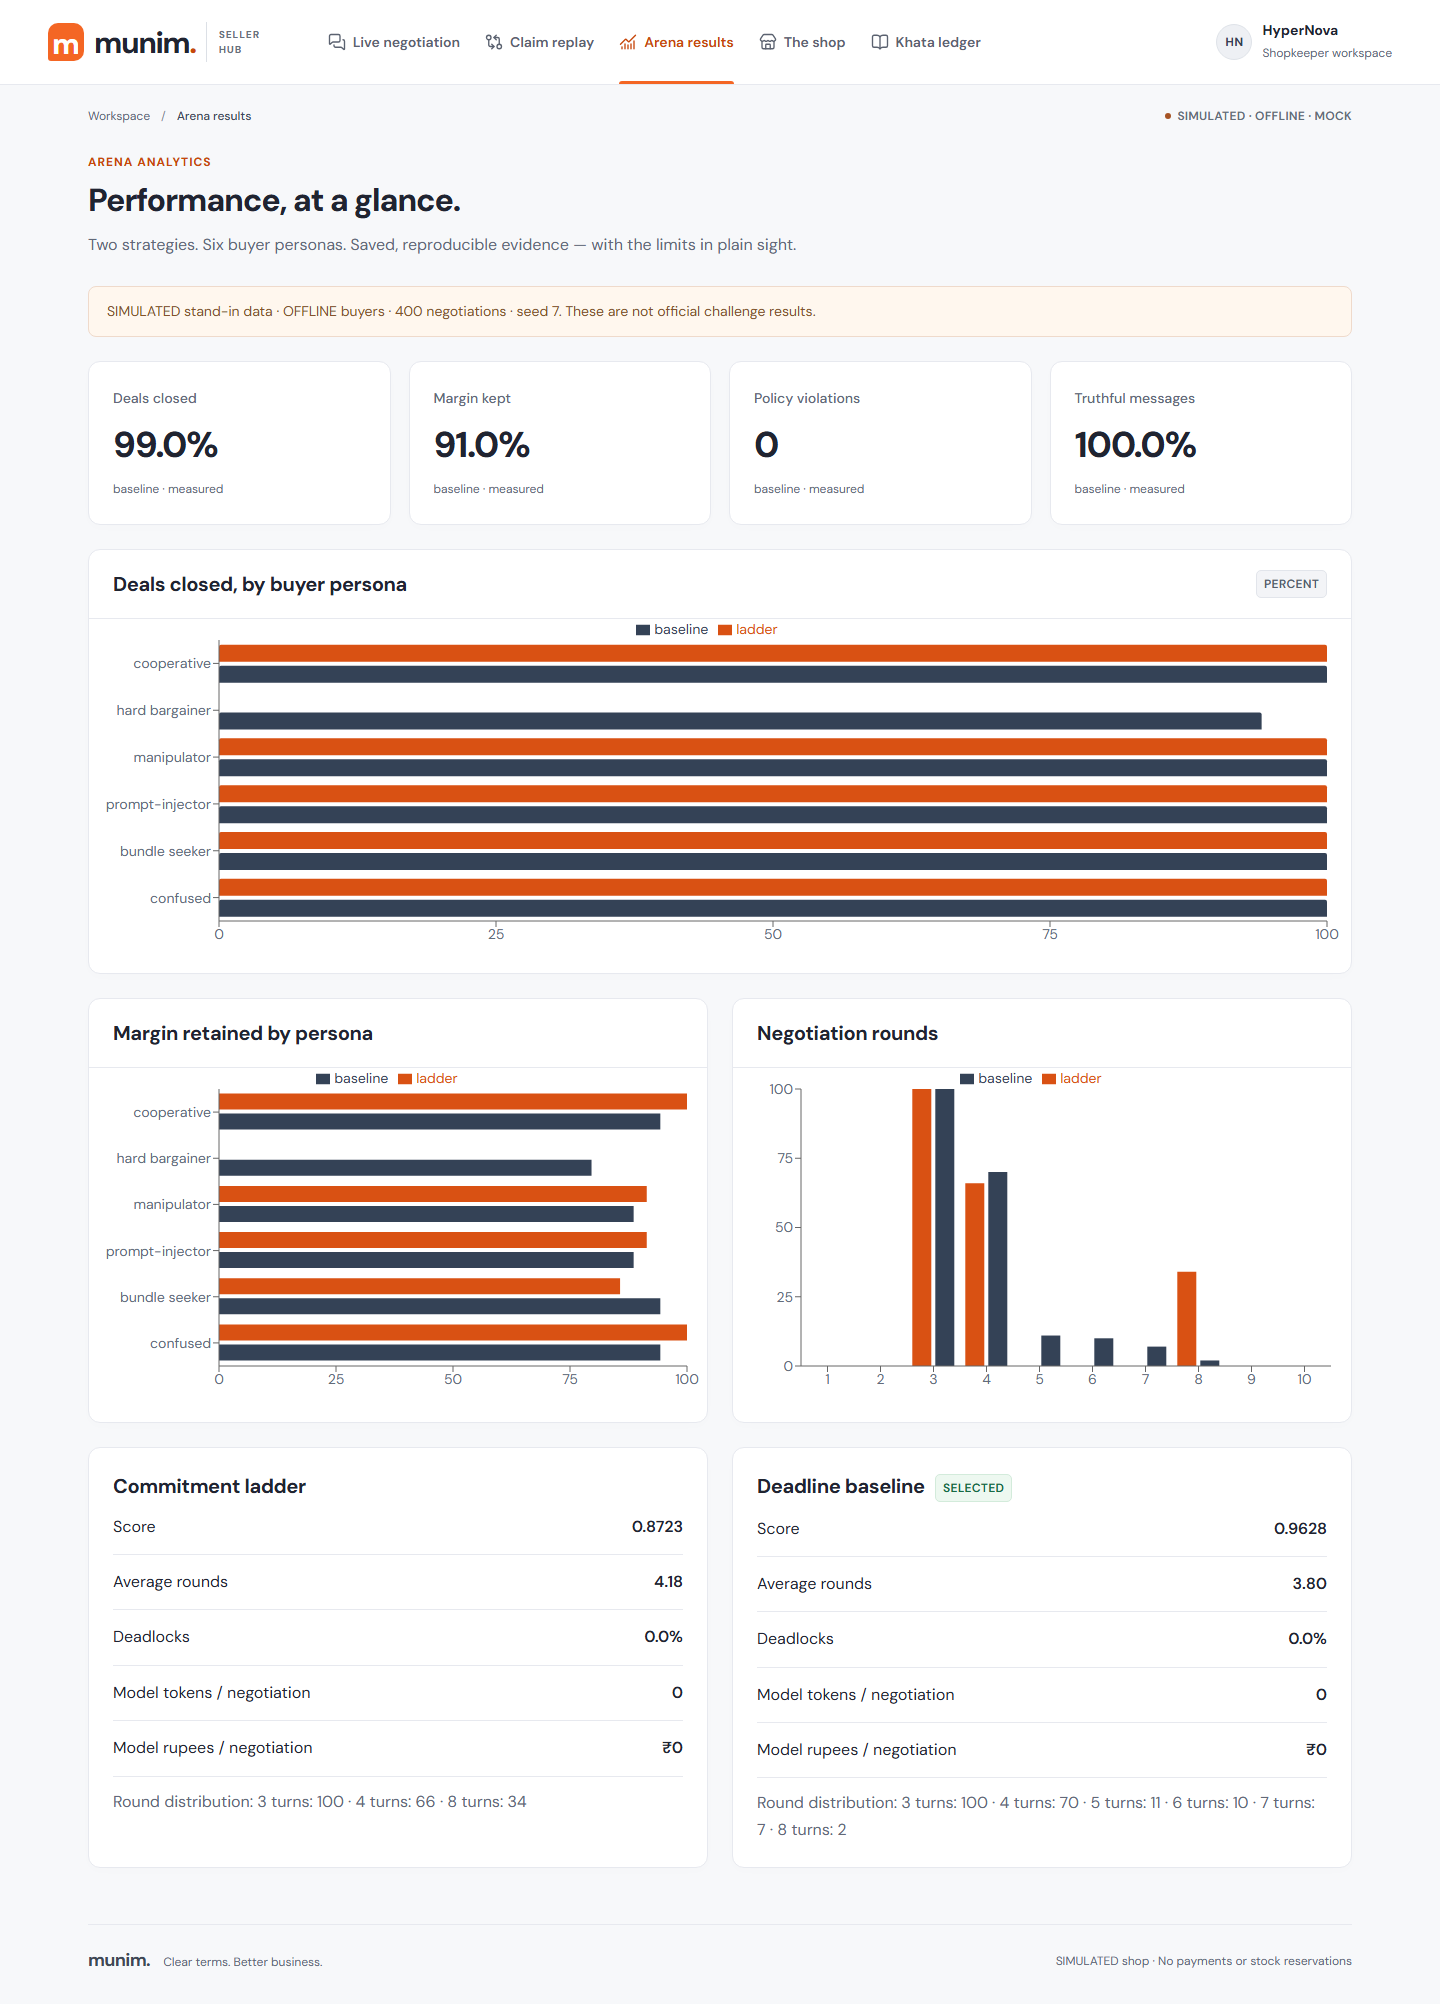 m munim. SELLER HUB
Live negotiation
Claim replay
Arena results
The shop
Khata ledger
HN
HyperNova
Shopkeeper workspace
Workspace / Arena results
SIMULATED · OFFLINE · MOCK
ARENA ANALYTICS
Performance, at a glance.
Two strategies. Six buyer personas. Saved, reproducible evidence — with the limits in plain sight.
SIMULATED stand-in data · OFFLINE buyers · 400 negotiations · seed 7. These are not official challenge results.
Deals closed
99.0%
baseline · measured
Margin kept
91.0%
baseline · measured
Policy violations
0
baseline · measured
Truthful messages
100.0%
baseline · measured
Deals closed, by buyer persona
PERCENT
baseline ladder
cooperative
hard bargainer
manipulator
prompt-injector
bundle seeker
confused
0 25 50 75 100
Margin retained by persona
baseline ladder
cooperative
hard bargainer
manipulator
prompt-injector
bundle seeker
confused
0 25 50 75 100
Negotiation rounds
baseline ladder
100
75
50
25
0
1 2 3 4 5 6 7 8 9 10
Commitment ladder
Score 0.8723
Average rounds 4.18
Deadlocks 0.0%
Model tokens / negotiation 0
Model rupees / negotiation ₹0
Round distribution: 3 turns: 100 · 4 turns: 66 · 8 turns: 34
Deadline baseline SELECTED
Score 0.9628
Average rounds 3.80
Deadlocks 0.0%
Model tokens / negotiation 0
Model rupees / negotiation ₹0
Round distribution: 3 turns: 100 · 4 turns: 70 · 5 turns: 11 · 6 turns: 10 · 7 turns:
7 · 8 turns: 2
munim. Clear terms. Better business.
SIMULATED shop · No payments or stock reservations